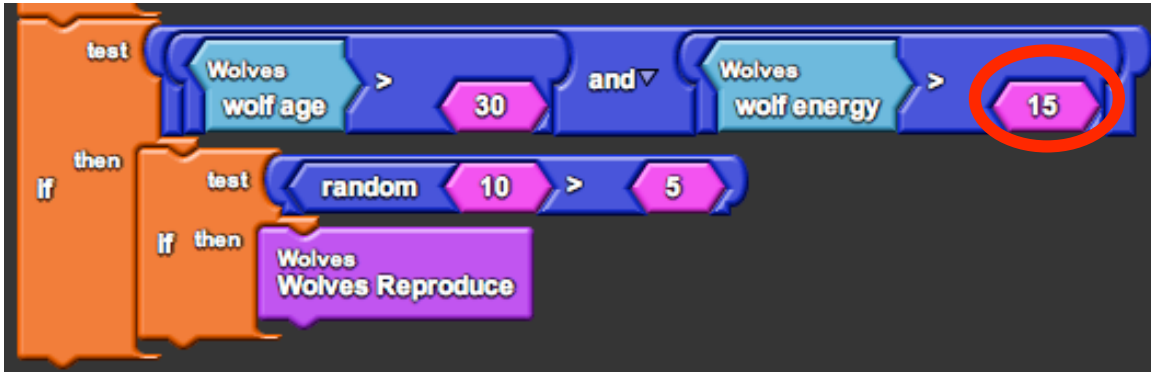 test Wolves wolf age > 30 and Wolves wolf energy > 15
If then
test random 10 > 5
If then
Wolves
Wolves Reproduce